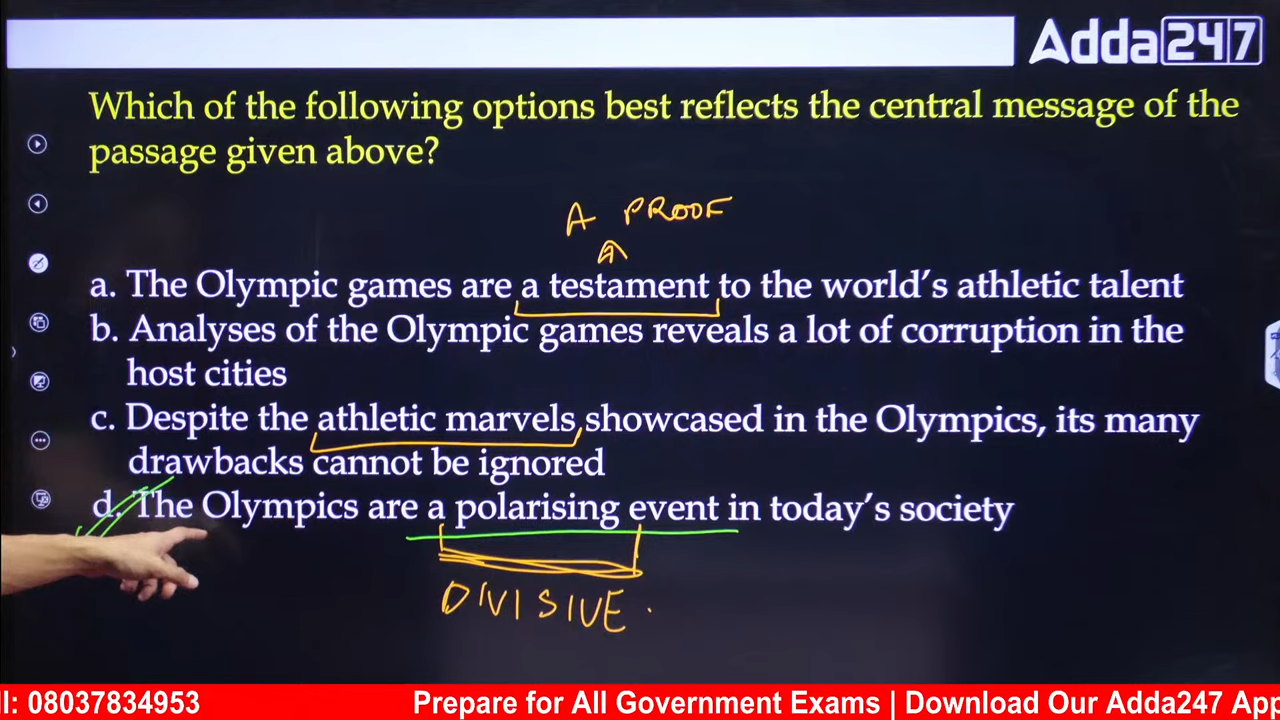 Adda247
Which of the following options best reflects the central message of the
passage given above?
A PROOF
a. The Olympic games are a testament to the world's athletic talent
b. Analyses of the Olympic games reveals a lot of corruption in the
host cities
c. Despite the athletic marvels showcased in the Olympics, its many
drawbacks cannot be ignored
d. The Olympics are a polarising event in today's society
DIVISIVE.
ll: 08037834953 Prepare for All Government Exams | Download Our Adda247 App